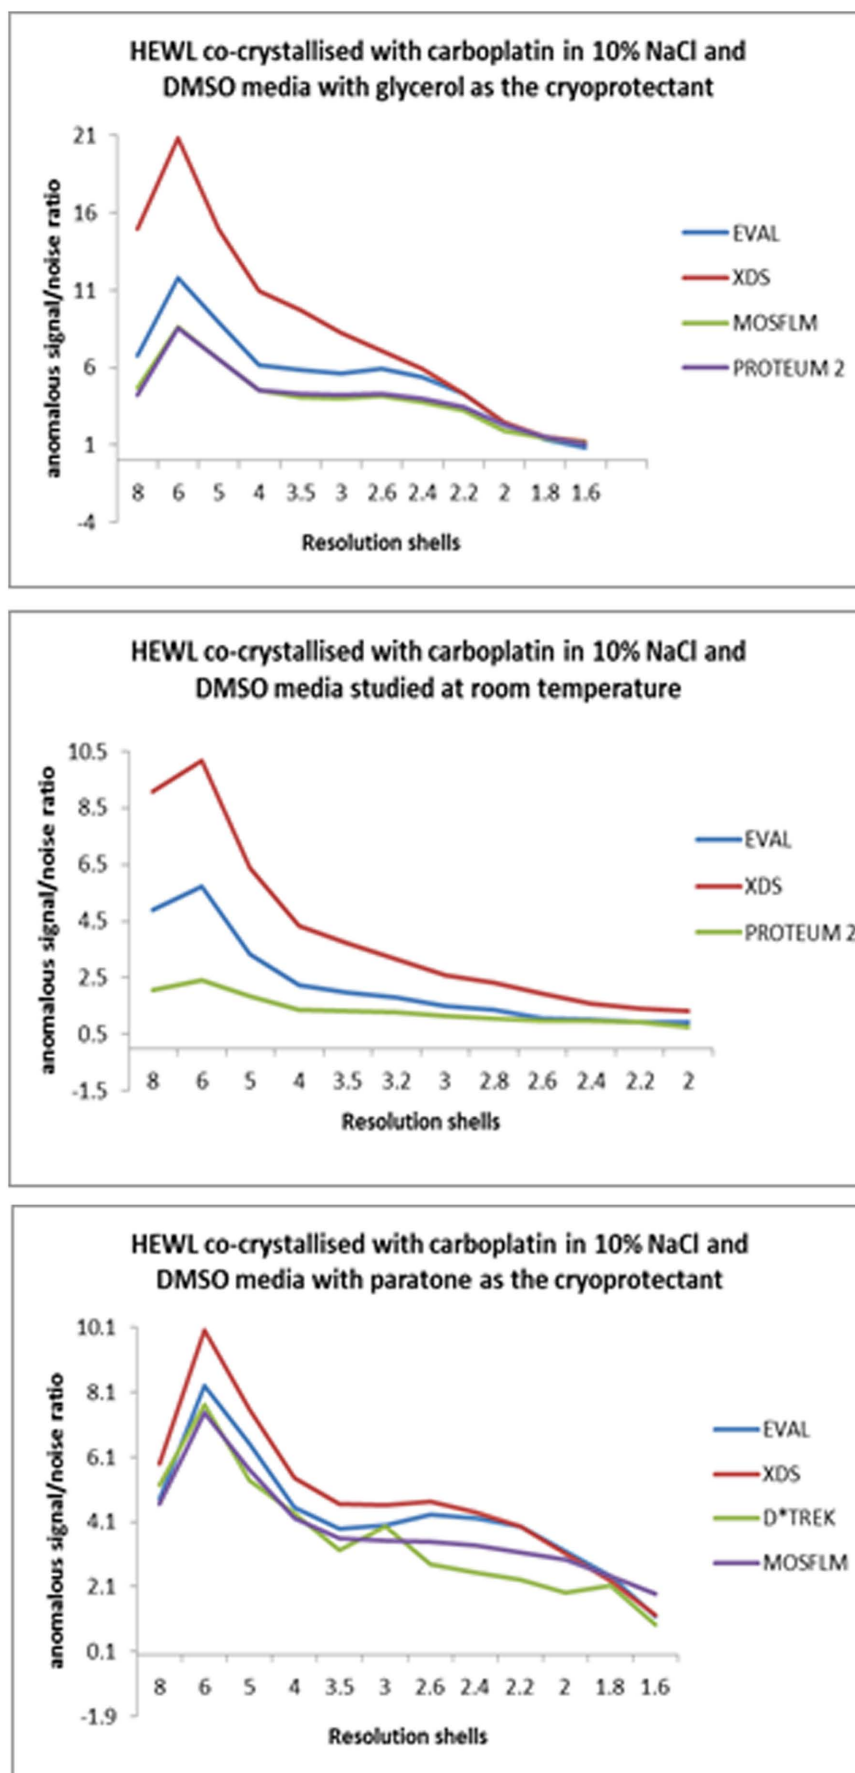 HEWL co-crystallised with carboplatin in 10% NaCl and
DMSO media with glycerol as the cryoprotectant
21
16
11
6
1
-4
anomalous signal/noise ratio
8 6 5 4 3.5 3 2.6 2.4 2.2 2 1.8 1.6
Resolution shells
EVAL
XDS
MOSFLM
PROTEUM 2
HEWL co-crystallised with carboplatin in 10% NaCl and
DMSO media studied at room temperature
10.5
8.5
6.5
4.5
2.5
0.5
-1.5
anomalous signal/noise ratio
8 6 5 4 3.5 3.2 3 2.8 2.6 2.4 2.2 2
Resolution shells
EVAL
XDS
PROTEUM 2
HEWL co-crystallised with carboplatin in 10% NaCl and
DMSO media with paratone as the cryoprotectant
10.1
8.1
6.1
4.1
2.1
0.1
-1.9
anomalous signal/noise ratio
8 6 5 4 3.5 3 2.6 2.4 2.2 2 1.8 1.6
Resolution shells
EVAL
XDS
D*TREK
MOSFLM